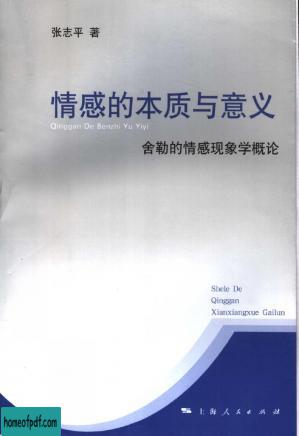 张志平 著
情感的本质与意义
Qinggan De Benzhi Yu Yiyi
舍勒的情感现象学概论
Shele De
Qinggan
Xianxiangxue Gailun
上海人民出版社
homeofpdf.com